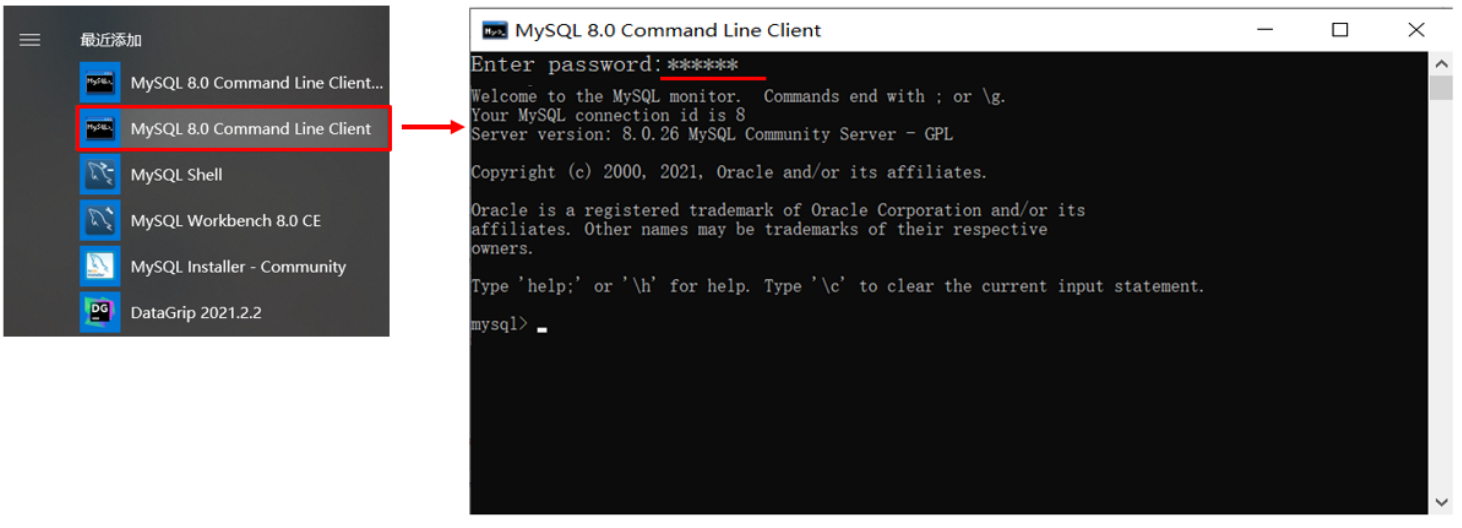 最近添加
MySQL 8.0 Command Line Client...
MySQL 8.0 Command Line Client
MySQL Shell
MySQL Workbench 8.0 CE
MySQL Installer - Community
DG
DataGrip 2021.2.2
MySQL 8.0 Command Line Client
Enter password:******
Welcome to the MySQL monitor.  Commands end with ; or \g.
Your MySQL connection id is 8
Server version: 8.0.26 MySQL Community Server - GPL
Copyright (c) 2000, 2021, Oracle and/or its affiliates.
Oracle is a registered trademark of Oracle Corporation and/or its
affiliates. Other names may be trademarks of their respective
owners.
Type 'help;' or '\h' for help. Type '\c' to clear the current input statement.
mysql> _